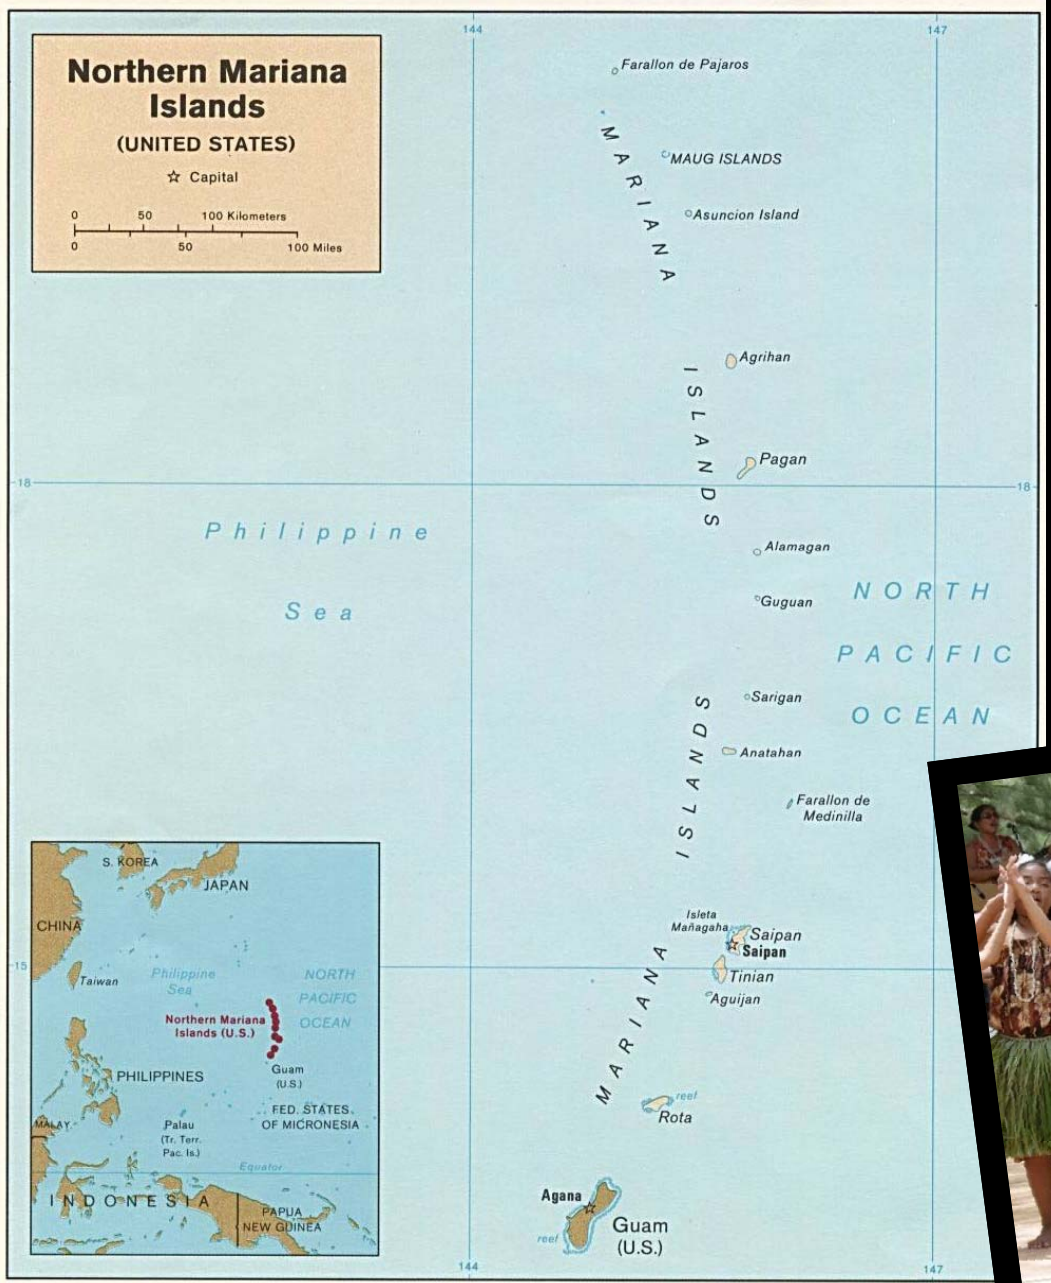 Northern Mariana
Islands
(UNITED STATES)
☆ Capital
0 50 100 Kilometers
0 50 100 Miles
144
147
Farallon de Pajaros
MAUG ISLANDS
Asuncion Island
MARIANA
ISLANDS
Agrihan
Pagan
18
18
Philippine
Sea
Alamagan
Guguan
NORTH
PACIFIC
OCEAN
Sarigan
Anatahan
Farallon de
Medinilla
MARIANA ISLANDS
Isleta
Mañagaha
Saipan
Saipan
15
Tinian
Aguijan
reef
Rota
Agana
Guam
(U.S.)
reef
144
147
S. KOREA
JAPAN
CHINA
Taiwan
Philippine
Sea
NORTH
PACIFIC
OCEAN
Northern Mariana
Islands (U.S.)
Guam
(U.S.)
PHILIPPINES
FED. STATES
OF MICRONESIA
MALAY.
Palau
(Tr. Terr.
Pac. Is.)
Equator
INDONESIA
PAPUA
NEW GUINEA